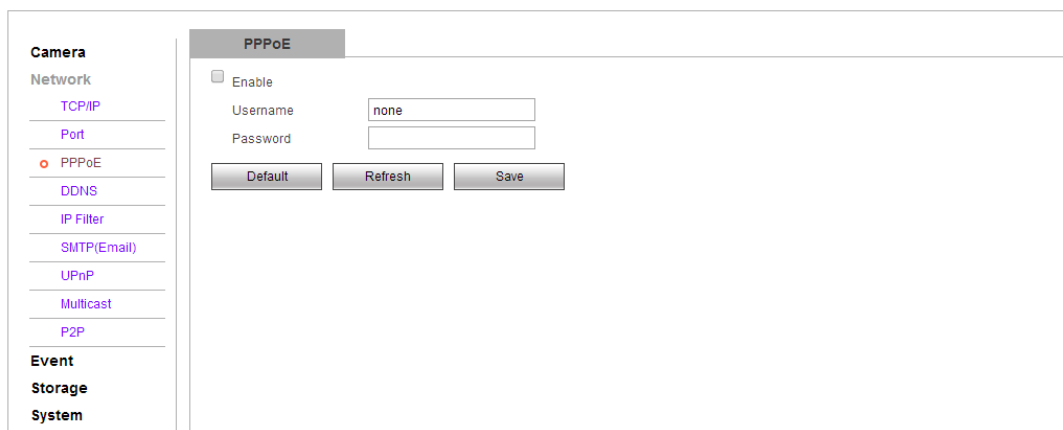 Camera
Network
TCP/IP
Port
PPPoE
DDNS
IP Filter
SMTP(Email)
UPnP
Multicast
P2P
Event
Storage
System
PPPoE
Enable
Username none
Password
Default Refresh Save